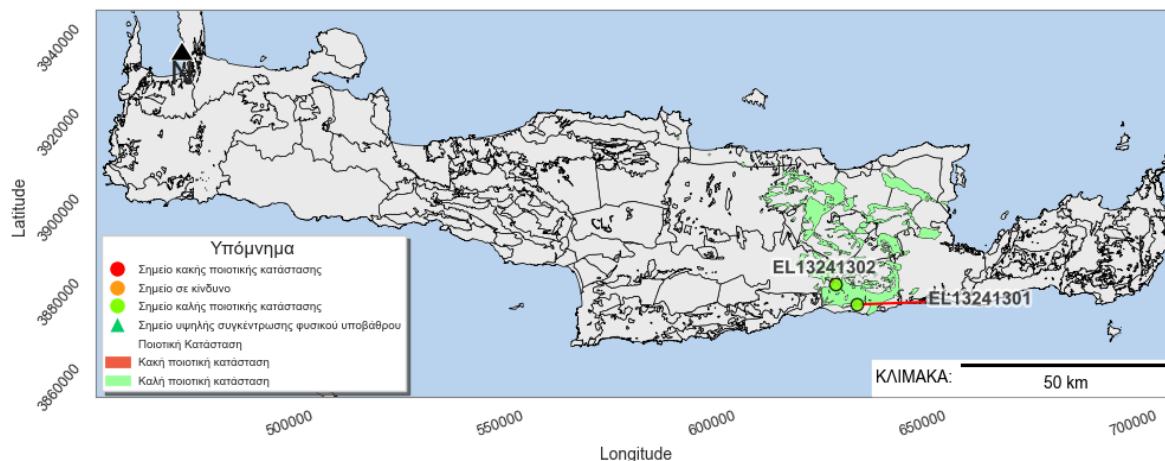 3940000
3920000
3900000
3880000
3860000
Latitude
N
EL13241302
EL13241301
Υπόμνημα
Σημείο κακής ποιοτικής κατάστασης
Σημείο σε κίνδυνο
Σημείο καλής ποιοτικής κατάστασης
Σημείο υψηλής συγκέντρωσης φυσικού υποβάθρου
Ποιοτική Κατάσταση
Κακή ποιοτική κατάσταση
Καλή ποιοτική κατάσταση
ΚΛΙΜΑΚΑ:
50 km
500000
550000
600000
650000
700000
Longitude